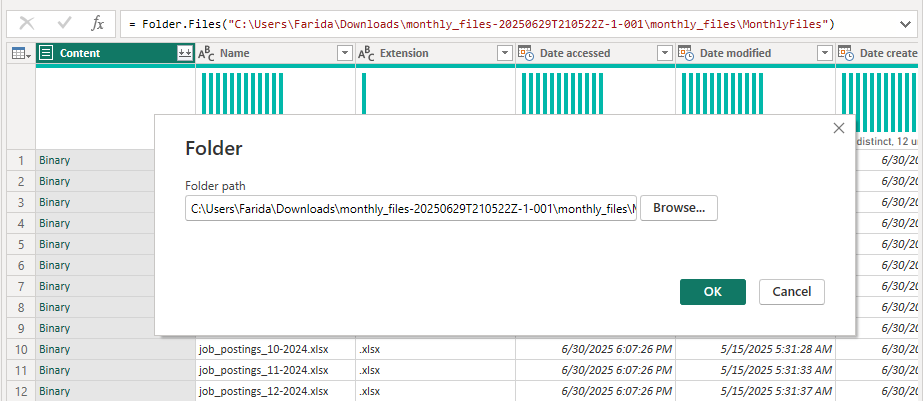 = Folder.Files("C:\Users\Farida\Downloads\monthly_files-20250629T210522Z-1-001\monthly_files\MonthlyFiles")
Content ABC Name ABC Extension Date accessed Date modified Date create
distinct, 12 u
Folder
Folder path
C:\Users\Farida\Downloads\monthly_files-20250629T210522Z-1-001\monthly_files\M Browse...
OK Cancel
1 Binary 6/30/20
2 Binary 6/30/20
3 Binary 6/30/20
4 Binary 6/30/20
5 Binary 6/30/20
6 Binary 6/30/20
7 Binary 6/30/20
8 Binary 6/30/20
9 Binary 6/30/20
10 Binary job_postings_10-2024.xlsx .xlsx 6/30/2025 6:07:26 PM 5/15/2025 5:31:28 AM 6/30/20
11 Binary job_postings_11-2024.xlsx .xlsx 6/30/2025 6:07:26 PM 5/15/2025 5:31:33 AM 6/30/20
12 Binary job_postings_12-2024.xlsx .xlsx 6/30/2025 6:07:26 PM 5/15/2025 5:31:37 AM 6/30/20